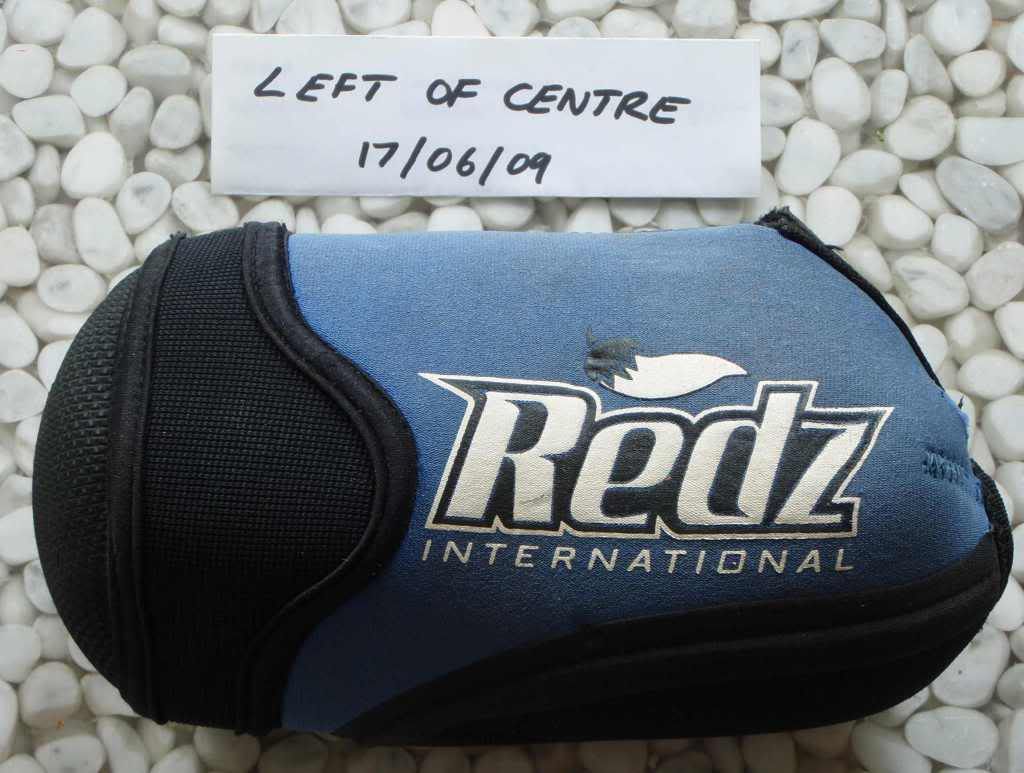 LEFT OF CENTRE
17/06/09
Redz
INTERNATIONAL